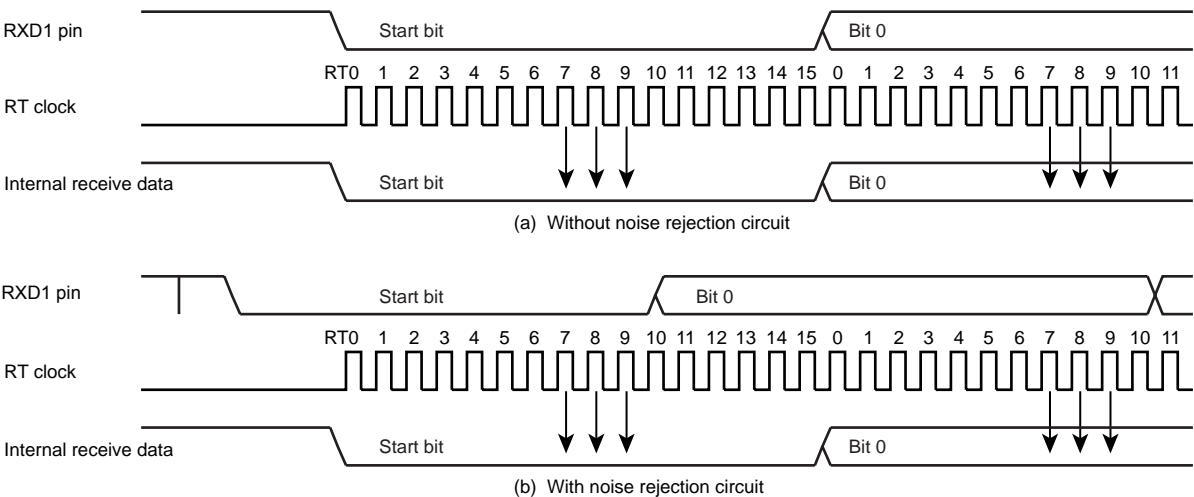 RXD1 pin Start bit Bit 0
RT0 1 2 3 4 5 6 7 8 9 10 11 12 13 14 15 0 1 2 3 4 5 6 7 8 9 10 11
RT clock
Internal receive data Start bit Bit 0
(a) Without noise rejection circuit
RXD1 pin Start bit Bit 0
RT0 1 2 3 4 5 6 7 8 9 10 11 12 13 14 15 0 1 2 3 4 5 6 7 8 9 10 11
RT clock
Internal receive data Start bit Bit 0
(b) With noise rejection circuit